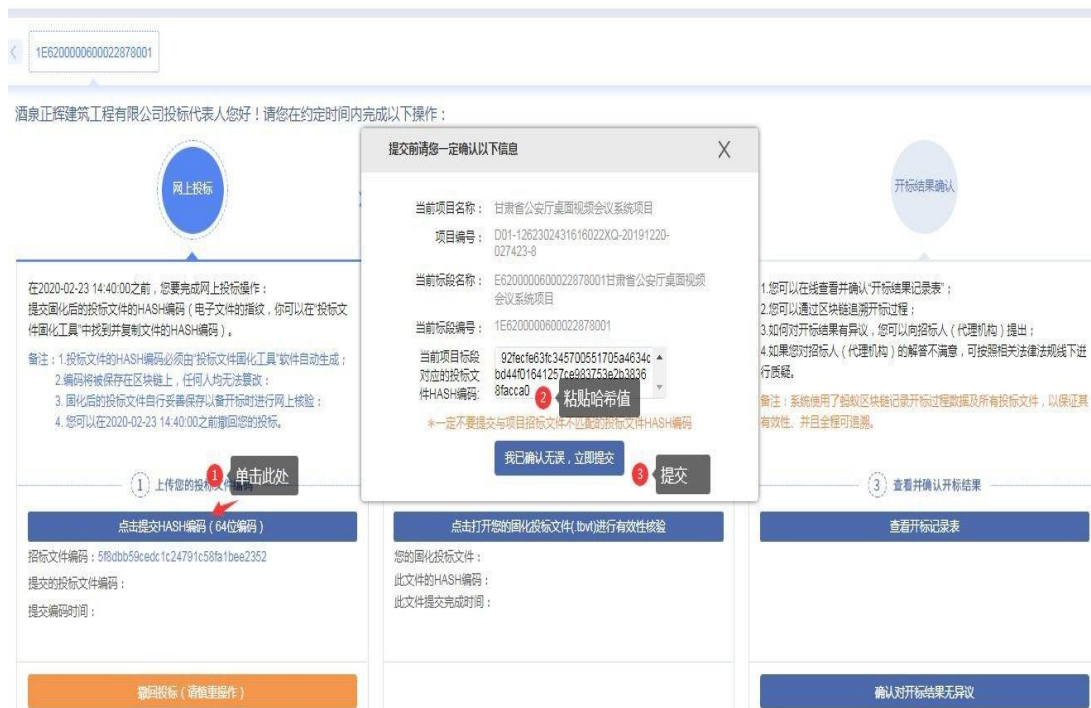 1E6200000600022878001
酒泉正辉建筑工程有限公司投标代表人您好！请您在约定时间内完成以下操作：
网上投标
在2020-02-23 14:40:00之前，您要完成网上投标操作：
提交固化后的投标文件的HASH编码（电子文件的指纹，你可以在“投标文
件固化工具”中找到并复制文件的HASH编码）。
备注：1.投标文件的HASH编码必须由“投标文件固化工具”软件自动生成；
2.编码将被保存在区块链上，任何人均无法篡改；
3. 固化后的投标文件自行妥善保存以备开标时进行网上核验；
4. 您可以在2020-02-23 14:40:00之前撤回您的投标。
1 单击此处
1 上传您的投标文件编码
点击提交HASH编码（64位编码）
招标文件编码：5f8dbb59cedc1c24791c58fa1bee2352
提交的投标文件编码：
提交编码时间：
撤回投标（请慎重操作）
提交前请您一定确认以下信息 X
当前项目名称： 甘肃省公安厅桌面视频会议系统项目
项目编号： D01-12623024316160022XQ-20191220-
027423-8
当前标段名称： E6200000600022878001甘肃省公安厅桌面视频
会议系统项目
当前标段编号： 1E6200000600022878001
当前项目标段
对应的投标文
件HASH编码:
92fecfe63fc345700551705a4634c
bd44f01641257ce983753e2b3836
8facca0
2 粘贴哈希值
＊一定不要提交与项目招标文件不匹配的投标文件HASH编码
我已确认无误，立即提交
3 提交
点击打开您的固化投标文件(.tbvt)进行有效性核验
您的固化投标文件：
此文件的HASH编码：
此文件提交完成时间：
开标结果确认
1.您可以在线查看并确认“开标结果记录表”；
2.您可以通过区块链追溯开标过程；
3.如何对开标结果有异议，您可以向招标人（代理机构）提出；
4.如果您对招标人（代理机构）的解答不满意，可按照相关法律法规线下进
行质疑。
备注：系统使用了蚂蚁区块链记录开标过程数据及所有投标文件，以保证其
有效性、并且全程可追溯。
3 查看并确认开标结果
查看开标记录表
确认对开标结果无异议